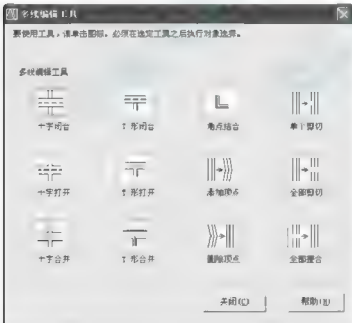 多线编辑工具
要使用工具，请单击图标。必须在选定工具之后执行对象选择。
多线编辑工具
十字闭合 T 形闭合 角点结合 单个剪切
十字打开 T 形打开 添加顶点 全部剪切
十字合并 T 形合并 删除顶点 全部接合
关闭(C) 帮助(H)